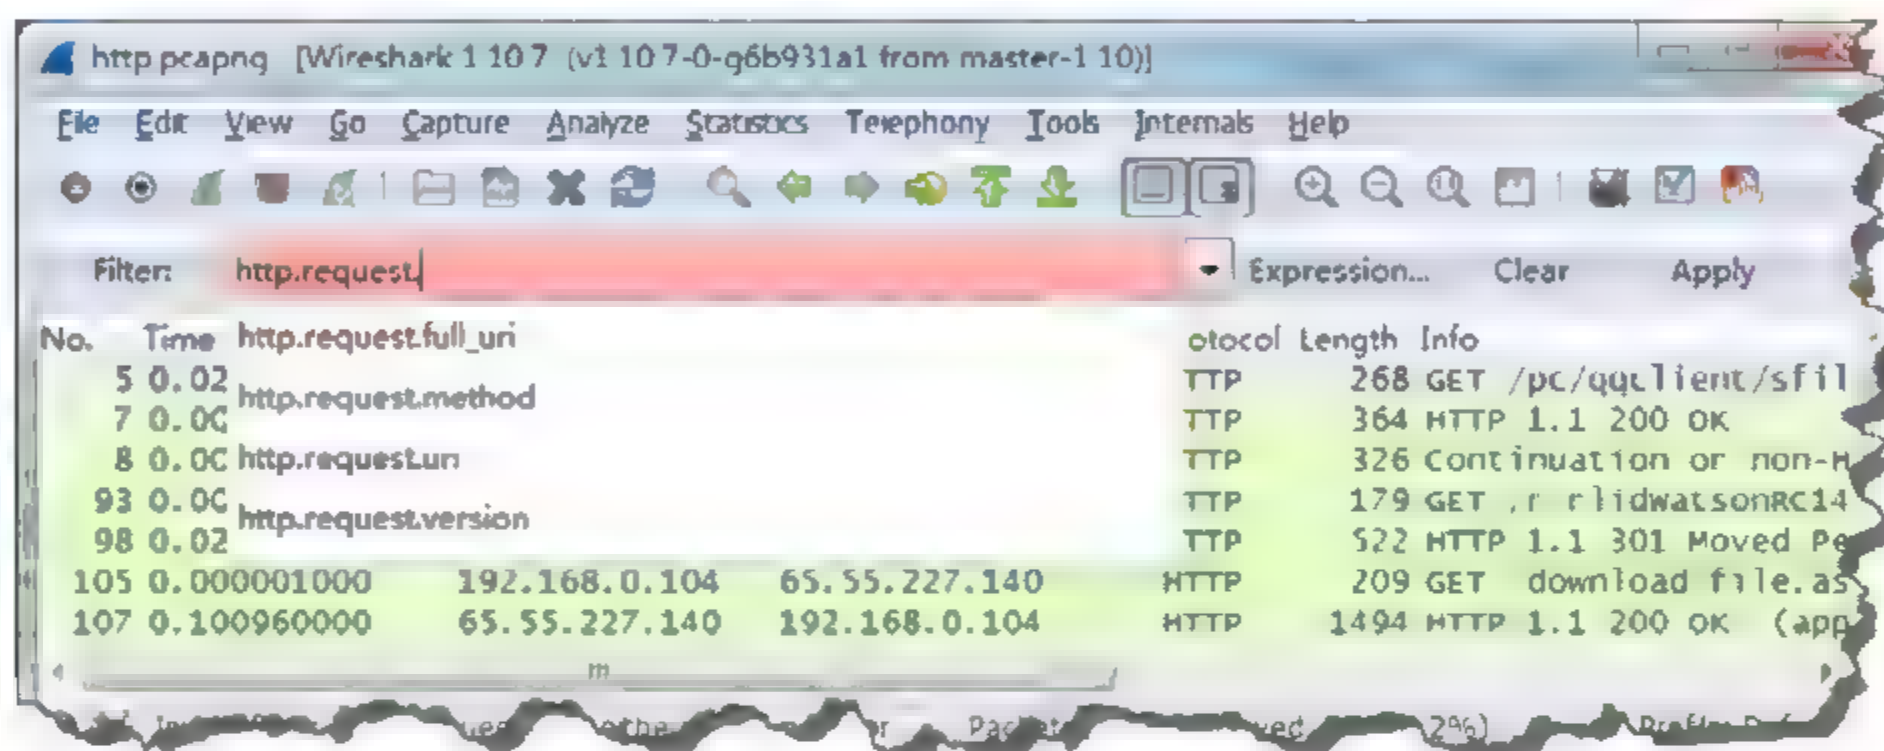 http.pcapng [Wireshark 1.10.7 (v1.10.7-0-g6b931a1 from master-1.10)]
File Edit View Go Capture Analyze Statistics Telephony Tools Internals Help
Filter: http.request. Expression... Clear Apply
No. Time otocol Length Info
http.request.full_uri
http.request.method
http.request.uri
http.request.version
5 0.02 TTP 268 GET /pc/qqclient/sfil
7 0.00 TTP 364 HTTP 1.1 200 OK
8 0.00 TTP 326 Continuation or non-H
93 0.00 TTP 179 GET
98 0.02 TTP 522 HTTP 1.1 301 Moved Pe
105 0.000001000 192.168.0.104 65.55.227.140 HTTP 209 GET download file.as
107 0.100960000 65.55.227.140 192.168.0.104 HTTP 1494 HTTP 1.1 200 OK (app